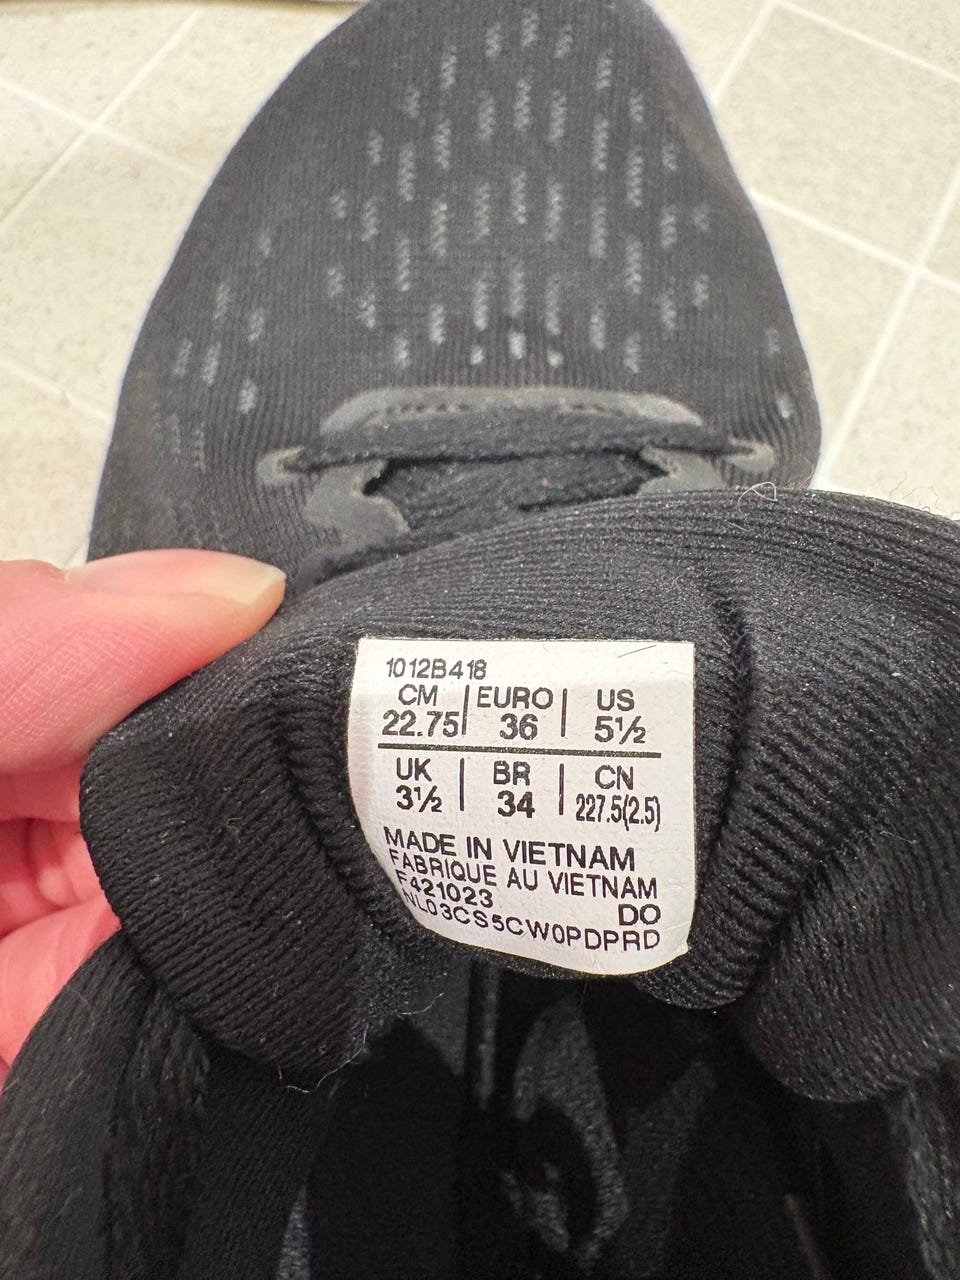 1012B418
CM | EURO | US
22.75 | 36 | 5½
UK | BR | CN
3½ | 34 | 227.5(2.5)
MADE IN VIETNAM
FABRIQUE AU VIETNAM
F421023 DO
NL03CS5CW0PDPRD